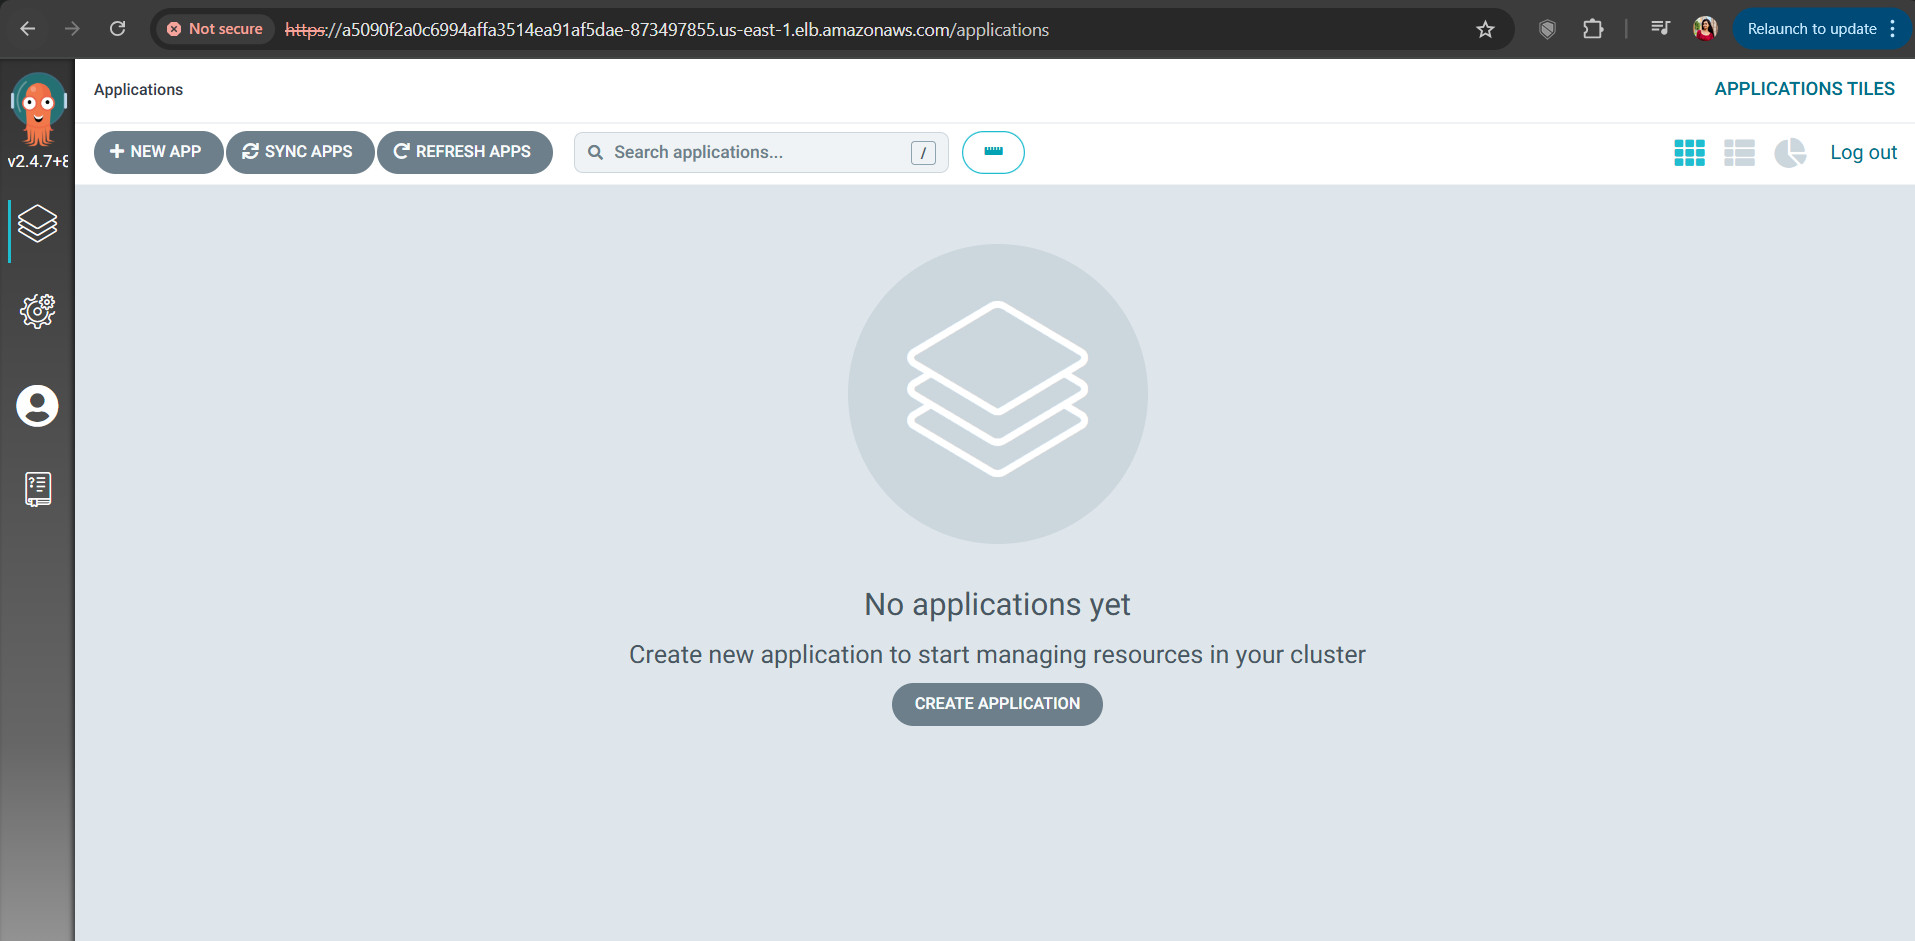 Not secure https://a5090f2a0c6994affa3514ea91af5dae-873497855.us-east-1.elb.amazonaws.com/applications Relaunch to update
Applications APPLICATIONS TILES
v2.4.7+8
NEW APP SYNC APPS REFRESH APPS Search applications... / Log out
No applications yet
Create new application to start managing resources in your cluster
CREATE APPLICATION